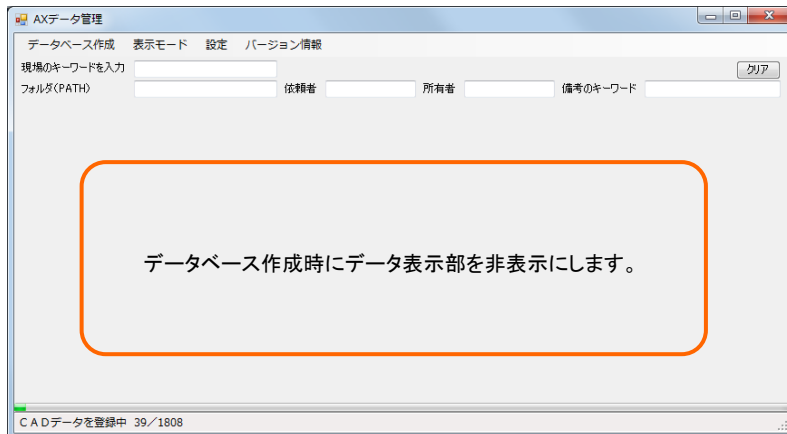 AXデータ管理
データベース作成 表示モード 設定 バージョン情報
現場のキーワードを入力 クリア
フォルダ(PATH) 依頼者 所有者 備考のキーワード
データベース作成時にデータ表示部を非表示にします。
CADデータを登録中 39/1808